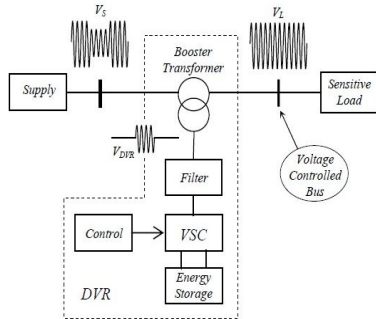 V_S
V_L
Booster
Transformer
Supply
Sensitive
Load
V_DVR
Voltage
Controlled
Bus
Filter
Control
VSC
Energy
Storage
DVR